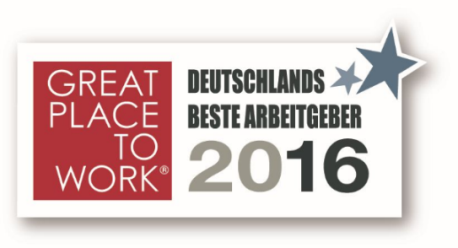 GREAT
PLACE
TO
WORK®
DEUTSCHLANDS
BESTE ARBEITGEBER
2016